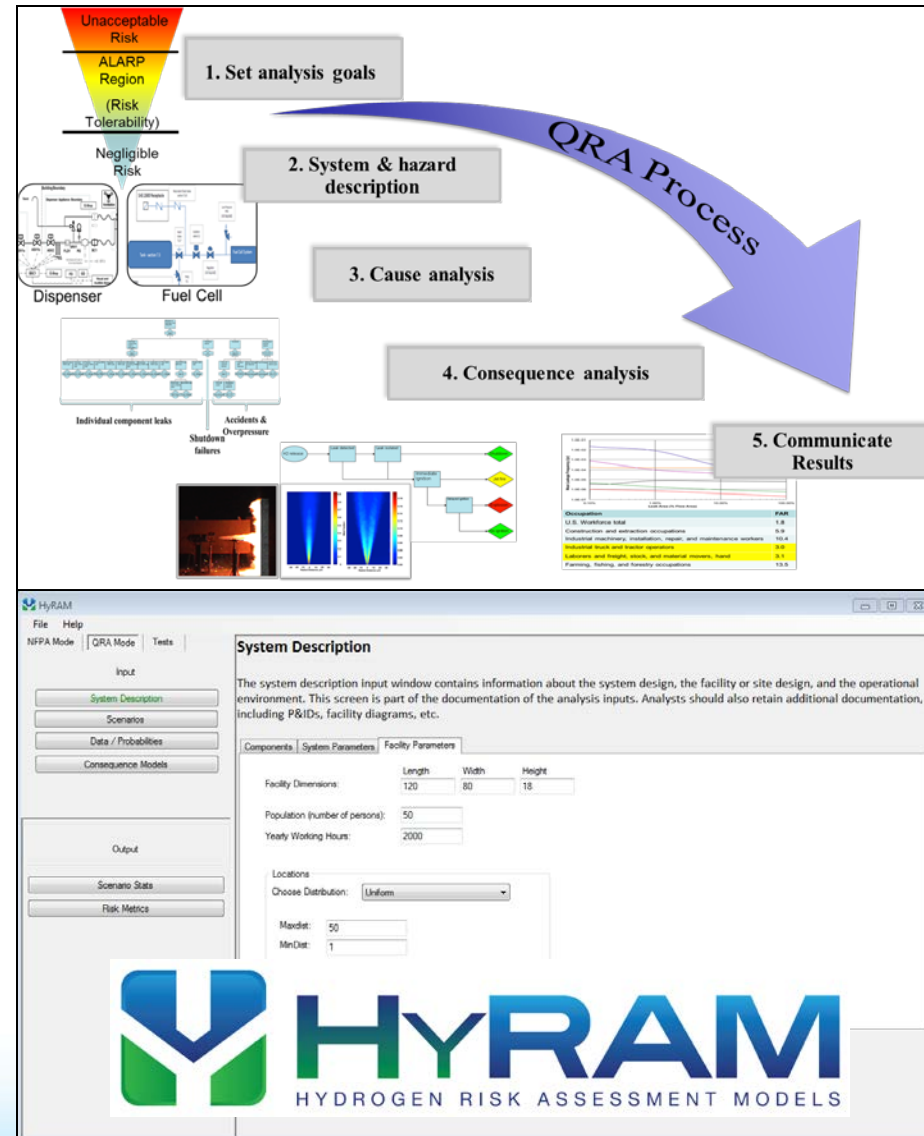 Unacceptable
Risk
ALARP
Region
(Risk
Tolerability)
Negligible
Risk
1. Set analysis goals
QRA Process
2. System & hazard
description
Dispenser
Fuel Cell
3. Cause analysis
Individual component leaks
Shutdown
failures
Accidents &
Overpressure
4. Consequence analysis
5. Communicate
Results
Occupation FAR
U.S. Workforce total 1.8
Construction and extraction occupations 5.9
Industrial machinery, installation, repair, and maintenance workers 10.4
Industrial truck and tractor operators 3.0
Laborers and freight, stock, and material movers, hand 3.1
Farming, fishing, and forestry occupations 13.5
HyRAM
File Help
NFPA Mode QRA Mode Tests
Input
System Description
Scenarios
Data / Probabilities
Consequence Models
Output
Scenario Stats
Risk Metrics
System Description
The system description input window contains information about the system design, the facility or site design, and the operational
environment. This screen is part of the documentation of the analysis inputs. Analysts should also retain additional documentation,
including P&IDs, facility diagrams, etc.
Components System Parameters Facility Parameters
Length Width Height
Facility Dimensions: 120 80 18
Population (number of persons): 50
Yearly Working Hours: 2000
Locations
Choose Distribution: Uniform
Maxdist: 50
MinDist: 1
HyRAM
HYDROGEN RISK ASSESSMENT MODELS